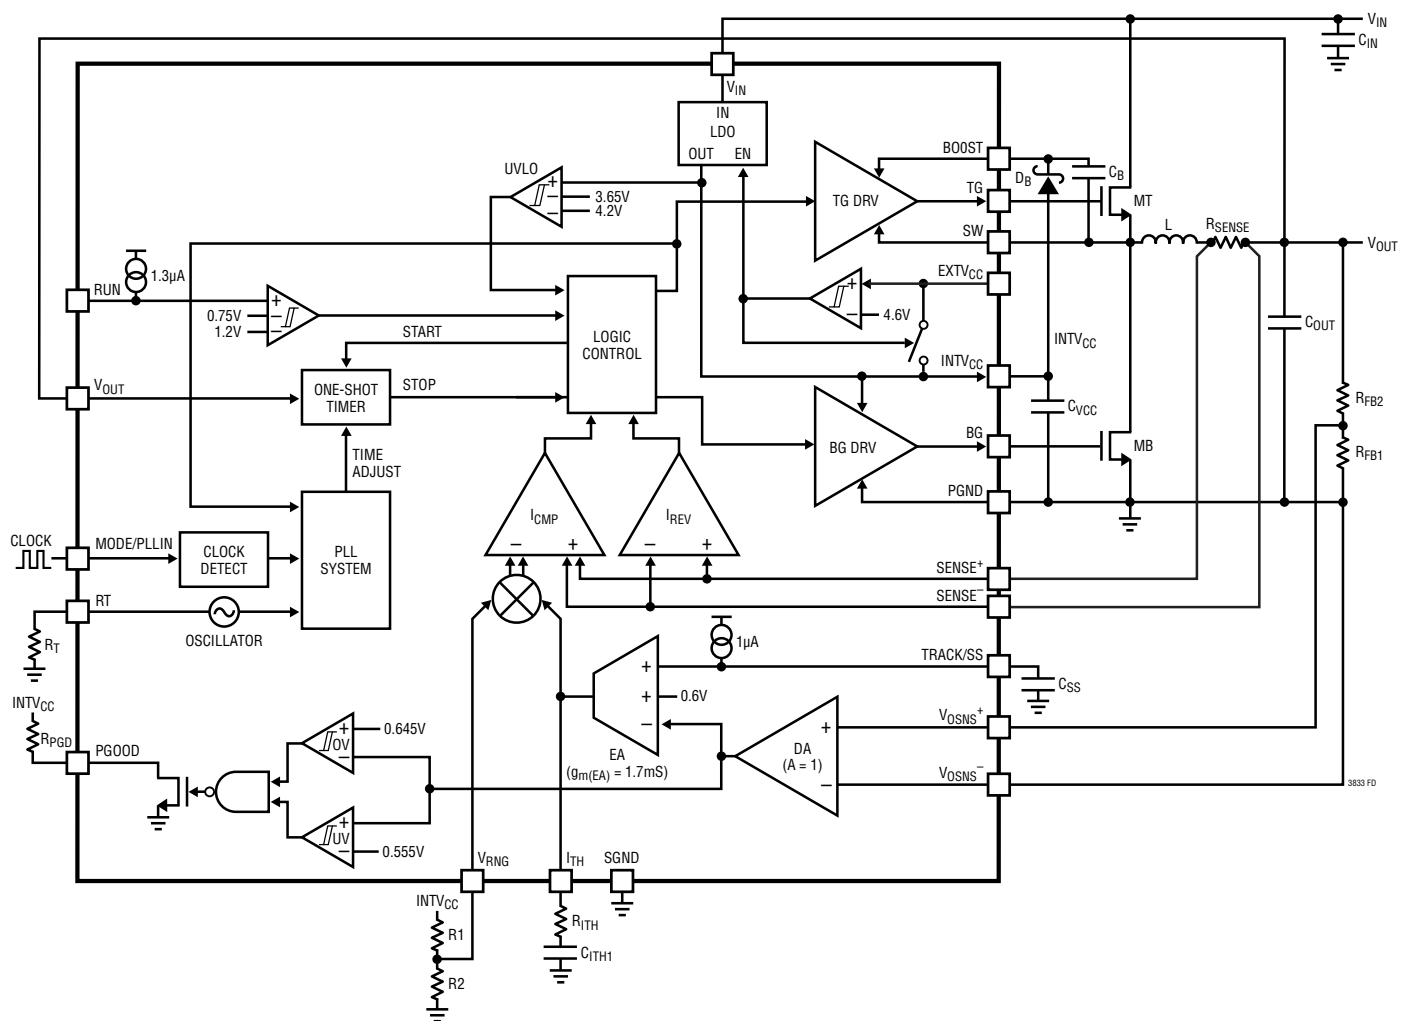 VIN
CIN
VIN
IN
LDO
OUT EN
UVLO
+
−
−
3.65V
4.2V
TG DRV
BOOST
TG
SW
DB
CB
MT
L
RSENSE
VOUT
1.3µA
RUN
0.75V
1.2V
+
−
−
LOGIC
CONTROL
+
−
4.6V
EXTVCC
INTVCC
INTVCC
COUT
START
STOP
VOUT
ONE-SHOT
TIMER
TIME
ADJUST
BG DRV
BG
PGND
CVCC
MB
RFB2
RFB1
ICMP
− +
IREV
− +
CLOCK
MODE/PLLIN
CLOCK
DETECT
PLL
SYSTEM
RT
OSCILLATOR
RT
SENSE+
SENSE−
1µA
TRACK/SS
CSS
+
+
−
0.6V
EA
(gm(EA) = 1.7mS)
DA
(A = 1)
+
−
VOSNS+
VOSNS−
3833 FD
INTVCC
RPGD
PGOOD
+
OV
−
0.645V
+
UV
−
0.555V
VRNG
ITH
SGND
INTVCC
R1
R2
RITH
CITH1